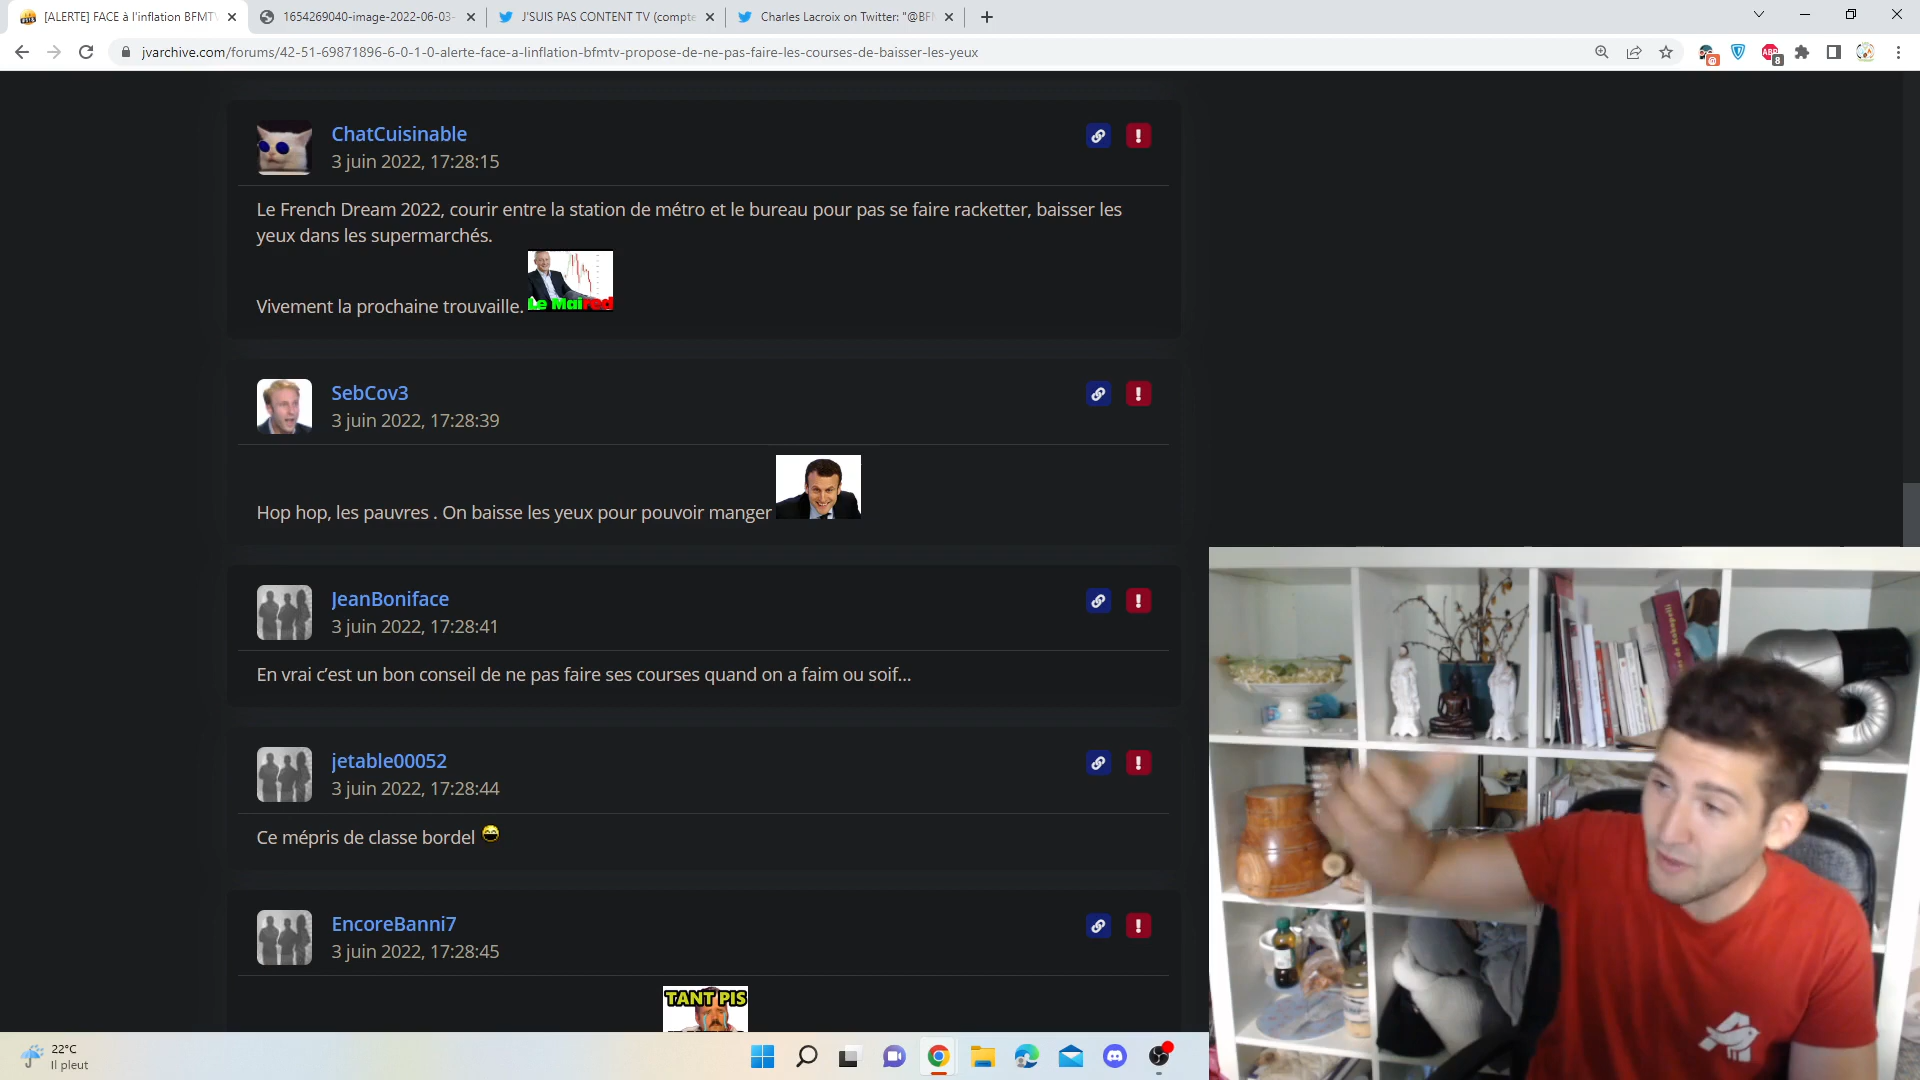 [ALERTE] FACE à l'inflation BFMTV
1654269040-image-2022-06-03-
J'SUIS PAS CONTENT TV (compte
Charles Lacroix on Twitter: "@BFM
jvarchive.com/forums/42-51-69871896-6-0-1-0-alerte-face-a-linflation-bfmtv-propose-de-ne-pas-faire-les-courses-de-baisser-les-yeux
8
ChatCuisinable
3 juin 2022, 17:28:15
Le French Dream 2022, courir entre la station de métro et le bureau pour pas se faire racketter, baisser les
yeux dans les supermarchés.
Vivement la prochaine trouvaille.
Le Maired
SebCov3
3 juin 2022, 17:28:39
Hop hop, les pauvres . On baisse les yeux pour pouvoir manger
JeanBoniface
3 juin 2022, 17:28:41
En vrai c'est un bon conseil de ne pas faire ses courses quand on a faim ou soif...
jetable00052
3 juin 2022, 17:28:44
Ce mépris de classe bordel
EncoreBanni7
3 juin 2022, 17:28:45
TANT PIS
22°C
Il pleut